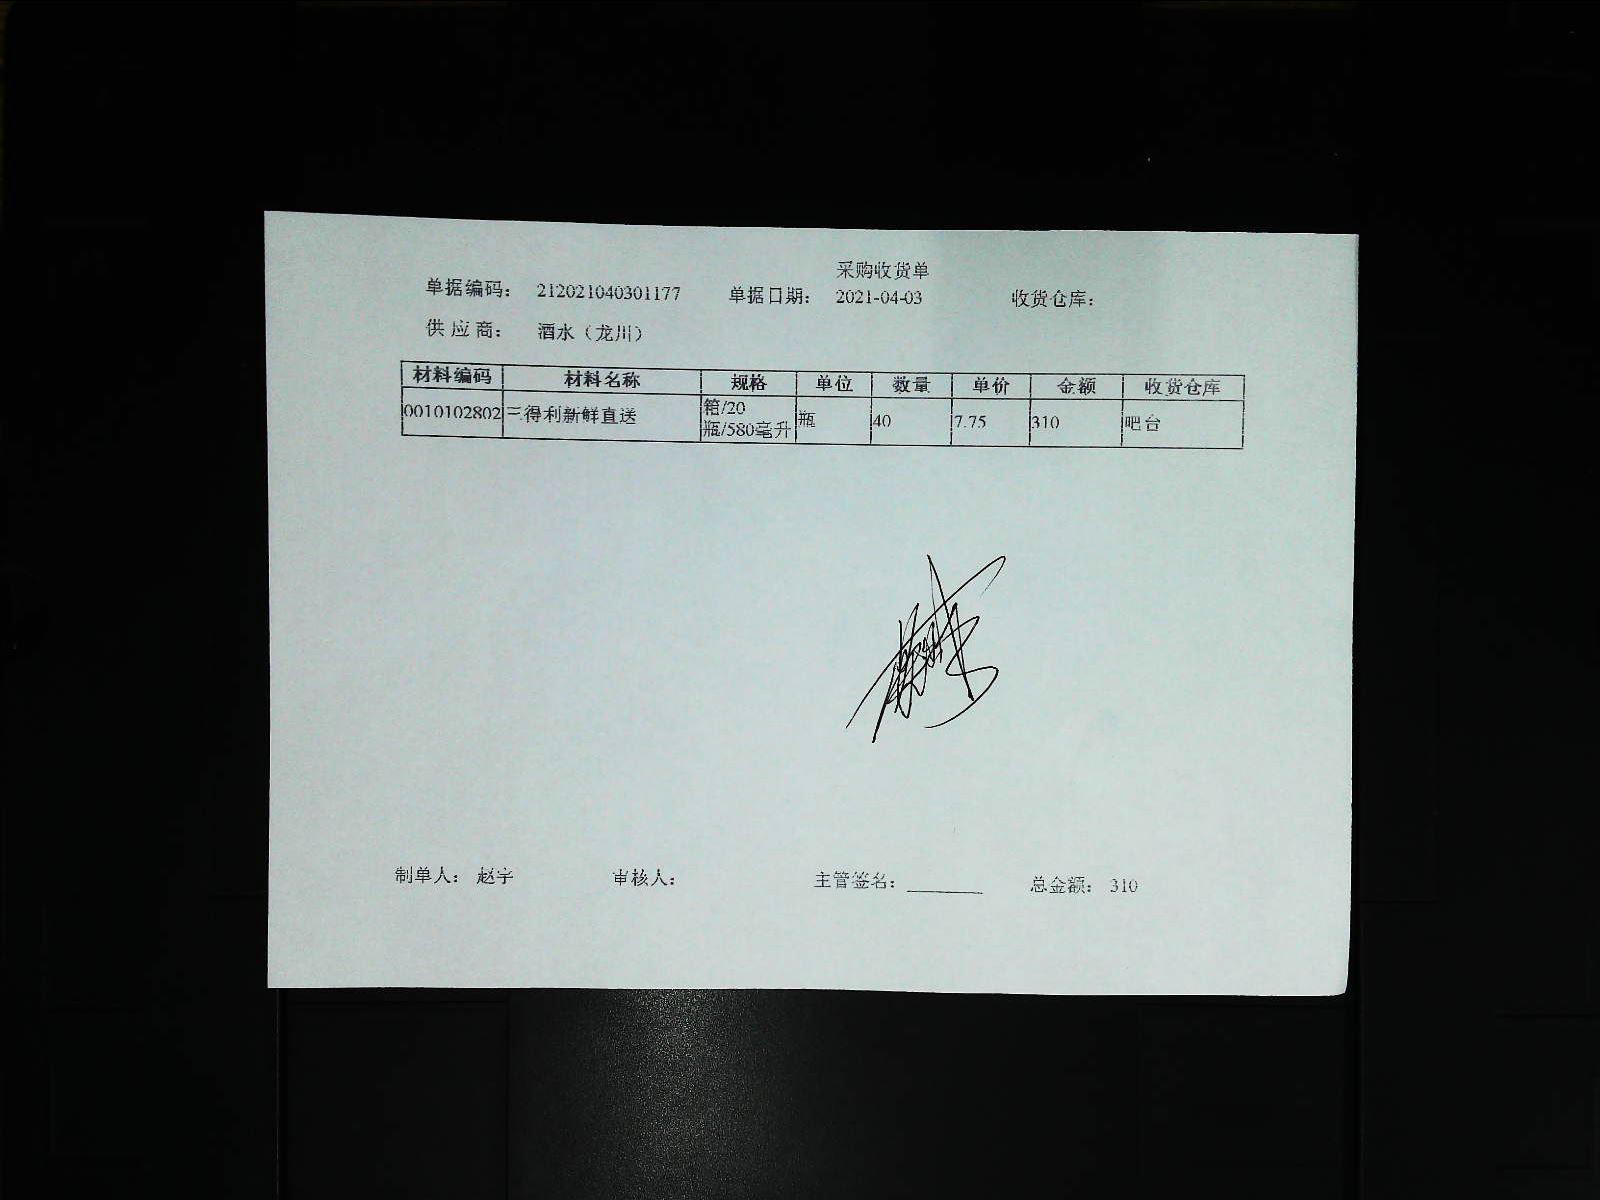 采购收货单
单据编码： 212021040301177 单据日期： 2021-04-03 收货仓库：
供 应 商： 酒水（龙川）
材料编码 材料名称 规格 单位 数量 单价 金额 收货仓库
0010102802 三得利新鲜直送 箱/20 瓶/580毫升 瓶 40 7.75 310 吧台
制单人： 赵宇 审核人： 主管签名：________ 总金额： 310